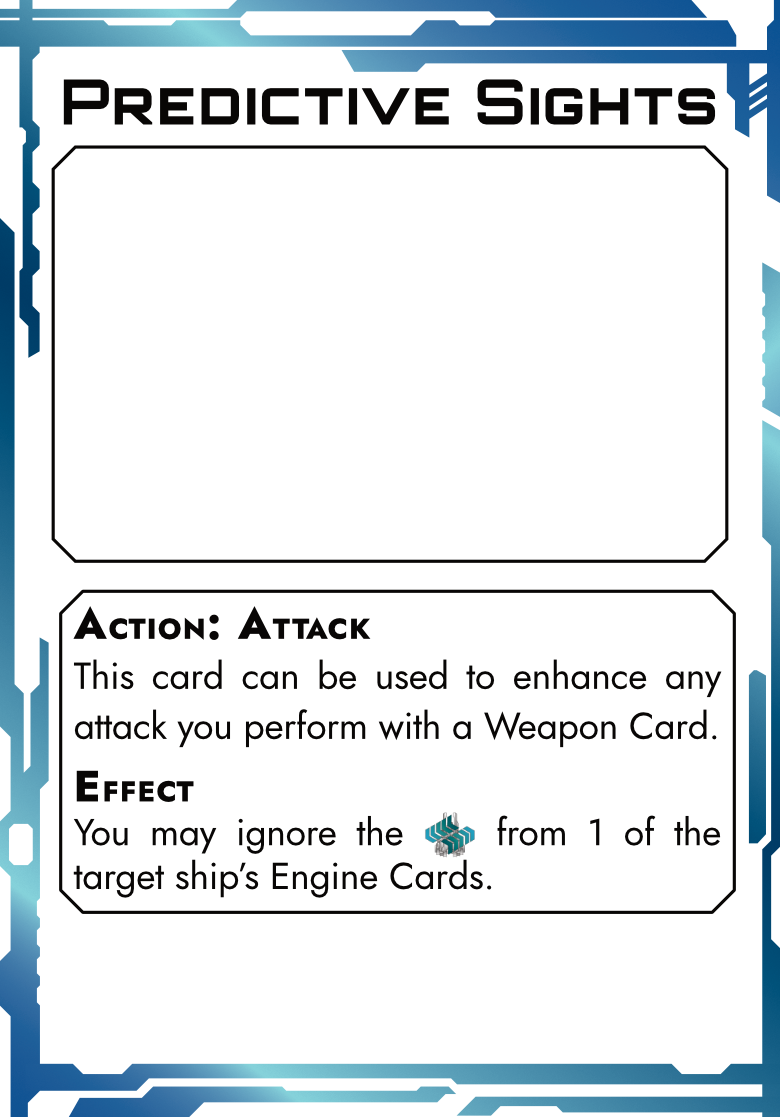 Predictive Sights
Action: Attack
This card can be used to enhance any
attack you perform with a Weapon Card.
Effect
You may ignore the from 1 of the
target ship's Engine Cards.